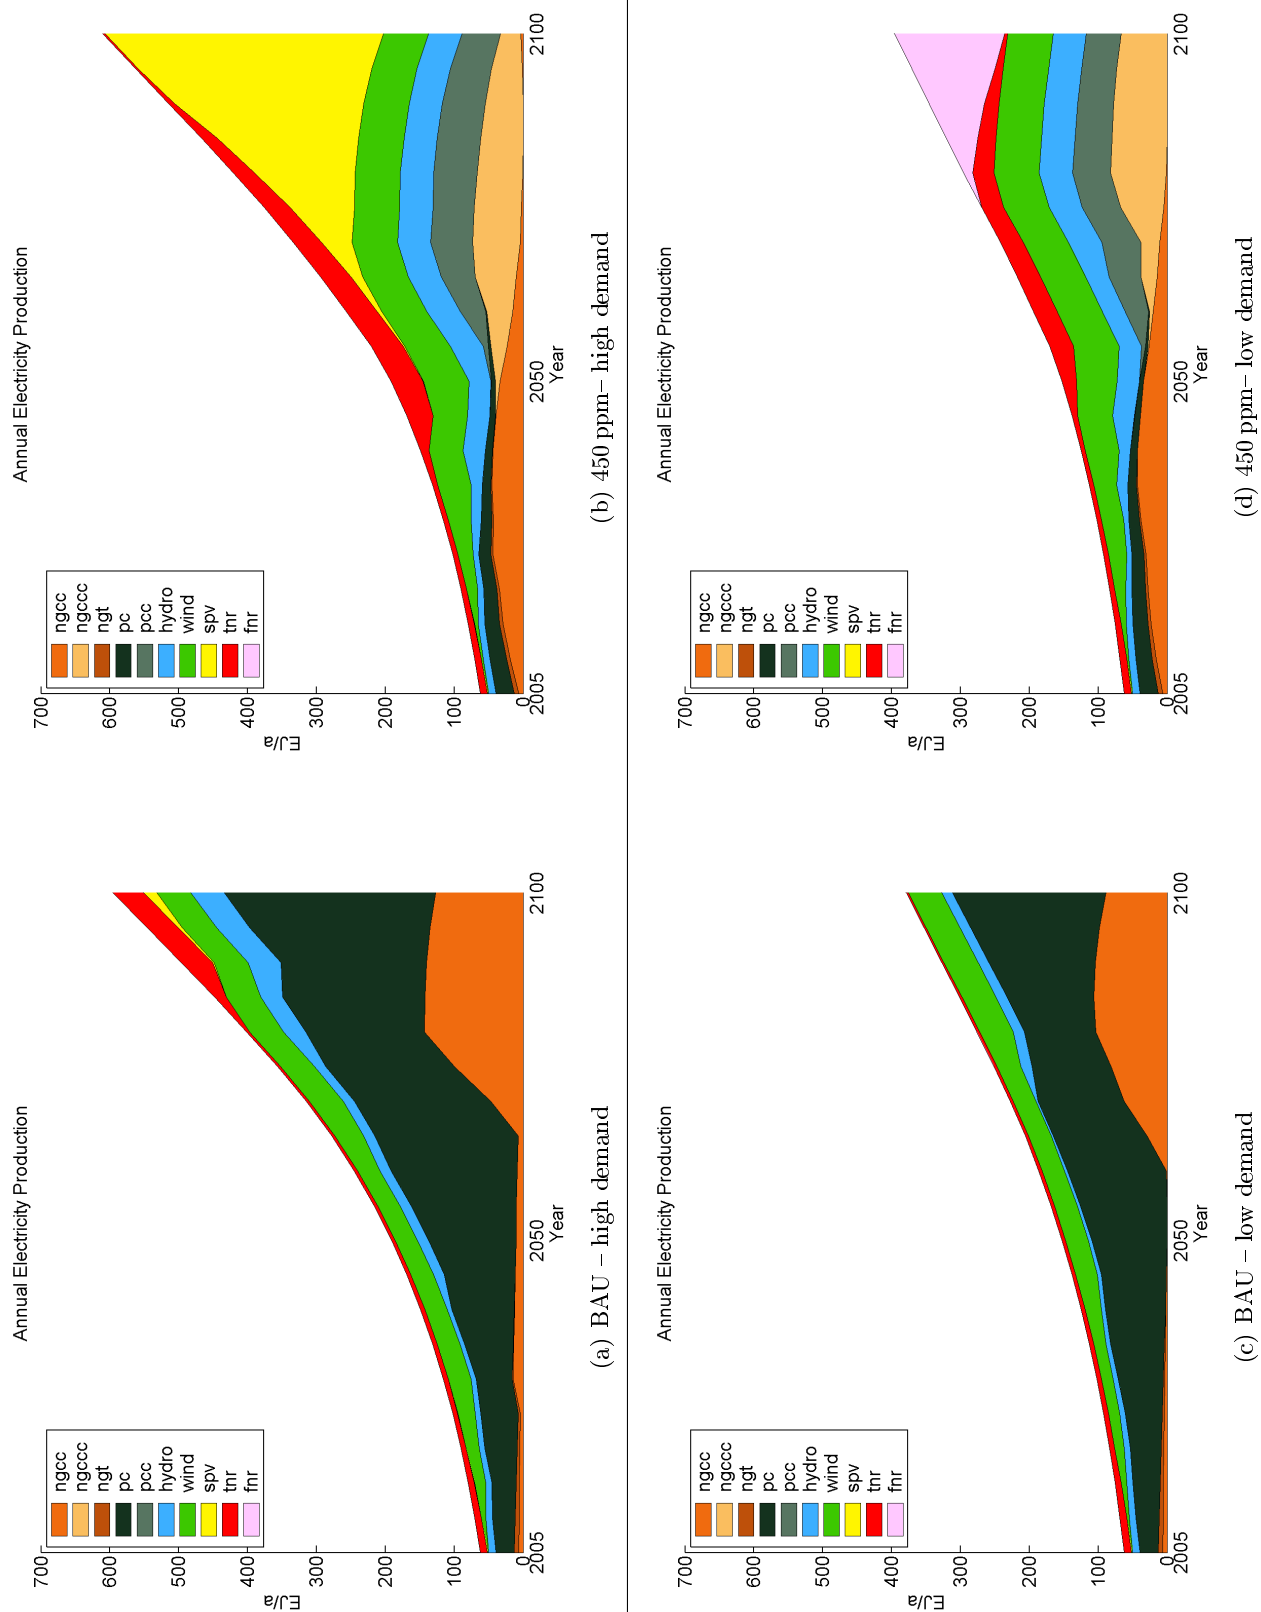 Annual Electricity Production
700
600
500
400
300
200
100
0
EJ/a
ngcc
ngccc
ngt
pc
pcc
hydro
wind
spv
tnr
fnr
2005
2050
2100
Year
(a) BAU – high demand
Annual Electricity Production
700
600
500
400
300
200
100
0
EJ/a
ngcc
ngccc
ngt
pc
pcc
hydro
wind
spv
tnr
fnr
2005
2050
2100
Year
(b) 450 ppm– high demand
Annual Electricity Production
700
600
500
400
300
200
100
0
EJ/a
ngcc
ngccc
ngt
pc
pcc
hydro
wind
spv
tnr
fnr
2005
2050
2100
Year
(c) BAU – low demand
Annual Electricity Production
700
600
500
400
300
200
100
0
EJ/a
ngcc
ngccc
ngt
pc
pcc
hydro
wind
spv
tnr
fnr
2005
2050
2100
Year
(d) 450 ppm– low demand